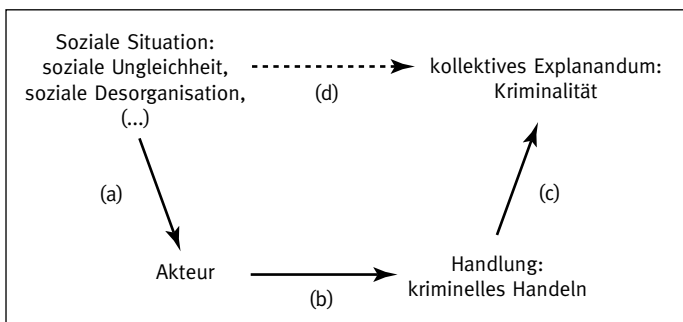 Soziale Situation:
soziale Ungleichheit,
soziale Desorganisation,
(...)
(d)
kollektives Explanandum:
Kriminalität
(a)
(c)
Akteur
(b)
Handlung:
kriminelles Handeln